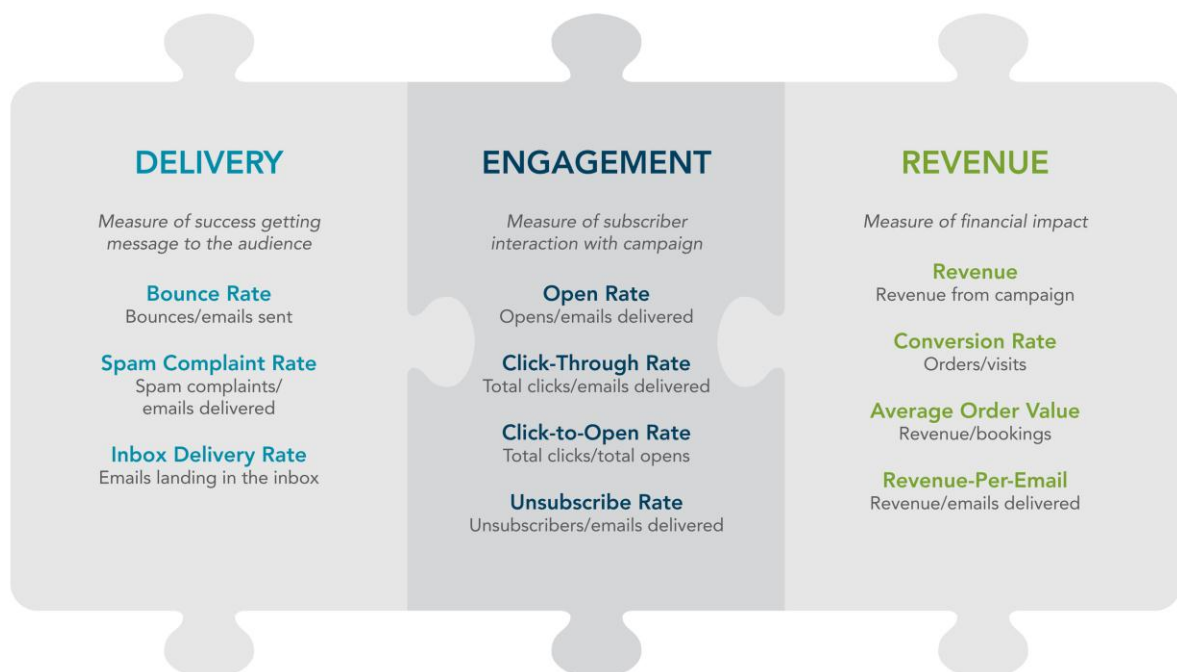 DELIVERY
Measure of success getting
message to the audience
Bounce Rate
Bounces/emails sent
Spam Complaint Rate
Spam complaints/
emails delivered
Inbox Delivery Rate
Emails landing in the inbox
ENGAGEMENT
Measure of subscriber
interaction with campaign
Open Rate
Opens/emails delivered
Click-Through Rate
Total clicks/emails delivered
Click-to-Open Rate
Total clicks/total opens
Unsubscribe Rate
Unsubscribers/emails delivered
REVENUE
Measure of financial impact
Revenue
Revenue from campaign
Conversion Rate
Orders/visits
Average Order Value
Revenue/bookings
Revenue-Per-Email
Revenue/emails delivered